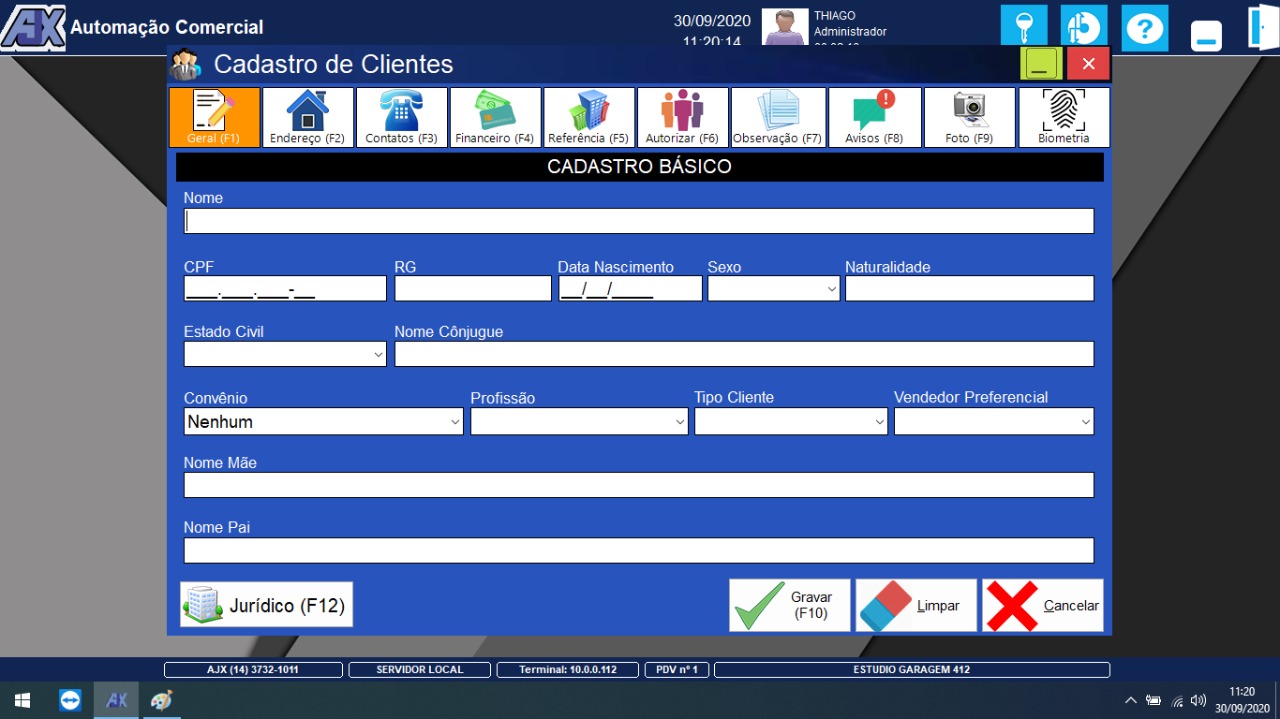 AX Automação Comercial
30/09/2020
11:20:14
THIAGO
Administrador
Cadastro de Clientes
Geral (F1) Endereço (F2) Contatos (F3) Financeiro (F4) Referência (F5) Autorizar (F6) Observação (F7) Avisos (F8) Foto (F9) Biometria
CADASTRO BÁSICO
Nome
CPF RG Data Nascimento Sexo Naturalidade
___.___.___-__ __/__/____
Estado Civil Nome Cônjugue
Convênio Profissão Tipo Cliente Vendedor Preferencial
Nenhum
Nome Mãe
Nome Pai
Jurídico (F12) Gravar (F10) Limpar Cancelar
AJX (14) 3732-1011 SERVIDOR LOCAL Terminal: 10.0.0.112 PDV nº 1 ESTUDIO GARAGEM 412
AX
11:20
30/09/2020